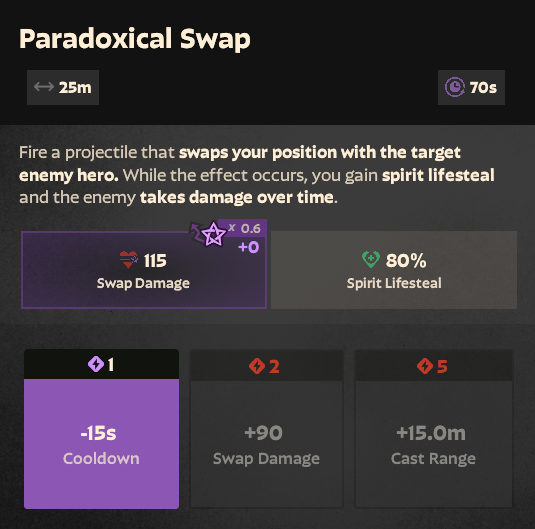 Paradoxical Swap
25m
70s
Fire a projectile that swaps your position with the target
enemy hero. While the effect occurs, you gain spirit lifesteal
and the enemy takes damage over time.
x 0.6
+0
115
Swap Damage
80%
Spirit Lifesteal
1
2
5
-15s
Cooldown
+90
Swap Damage
+15.0m
Cast Range